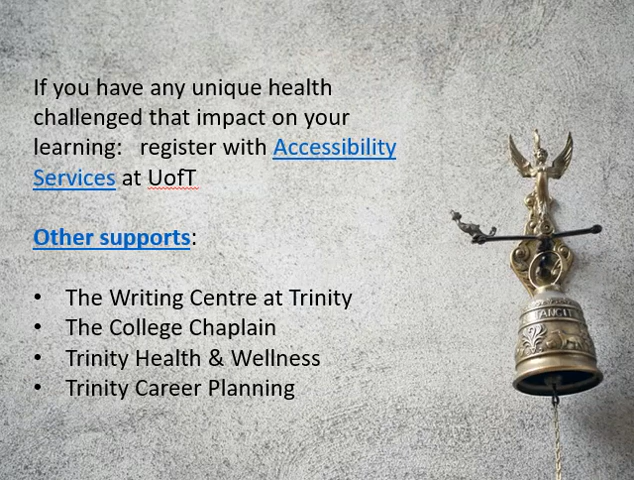 If you have any unique health
challenged that impact on your
learning:   register with Accessibility
Services at UofT
Other supports:
• The Writing Centre at Trinity
• The College Chaplain
• Trinity Health & Wellness
• Trinity Career Planning